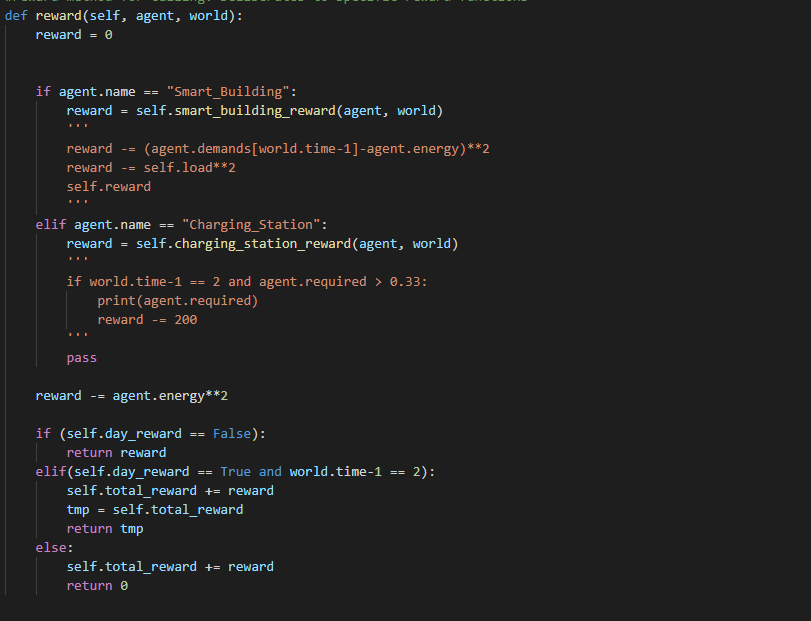 def reward(self, agent, world):
    reward = 0
    if agent.name == "Smart_Building":
        reward = self.smart_building_reward(agent, world)
        '''
        reward -= (agent.demands[world.time-1]-agent.energy)**2
        reward -= self.load**2
        self.reward
        '''
    elif agent.name == "Charging_Station":
        reward = self.charging_station_reward(agent, world)
        '''
        if world.time-1 == 2 and agent.required > 0.33:
            print(agent.required)
            reward -= 200
        '''
        pass
    reward -= agent.energy**2
    if (self.day_reward == False):
        return reward
    elif(self.day_reward == True and world.time-1 == 2):
        self.total_reward += reward
        tmp = self.total_reward
        return tmp
    else:
        self.total_reward += reward
        return 0